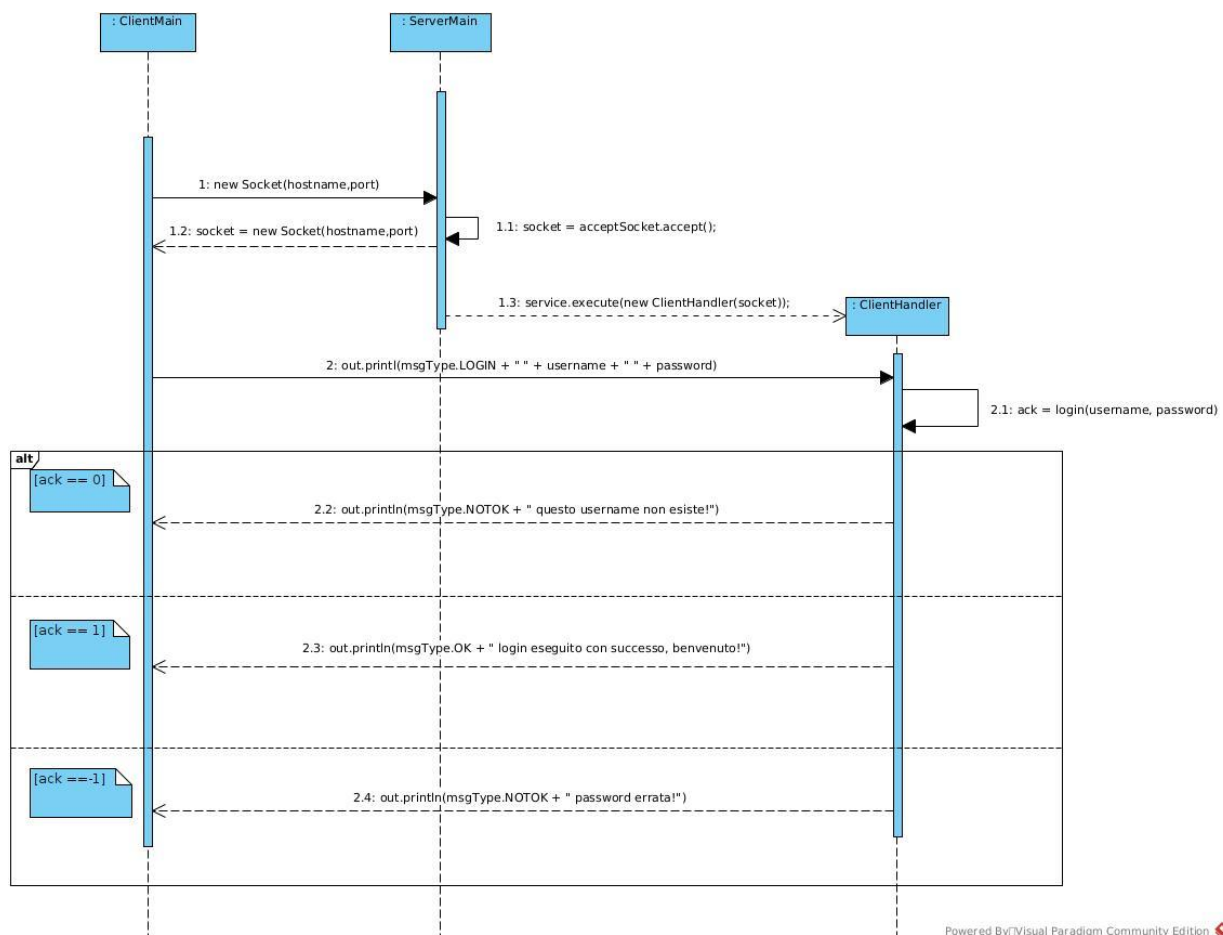 : ClientMain
: ServerMain
1: new Socket(hostname,port)
1.1: socket = acceptSocket.accept();
1.2: socket = new Socket(hostname,port)
1.3: service.execute(new ClientHandler(socket));
: ClientHandler
2: out.printl(msgType.LOGIN + " " + username + " " + password)
2.1: ack = login(username, password)
alt
[ack == 0]
2.2: out.println(msgType.NOTOK + " questo username non esiste!")
[ack == 1]
2.3: out.println(msgType.OK + " login eseguito con successo, benvenuto!")
[ack ==-1]
2.4: out.println(msgType.NOTOK + " password errata!")
Powered By Visual Paradigm Community Edition